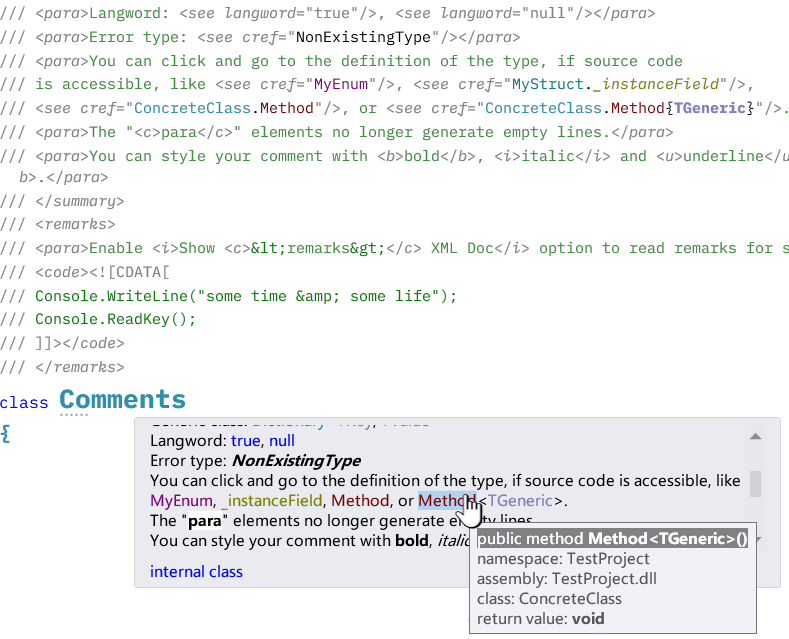 /// <para>Langword: <see langword="true"/>, <see langword="null"/></para>
/// <para>Error type: <see cref="NonExistingType"/></para>
/// <para>You can click and go to the definition of the type, if source code
/// is accessible, like <see cref="MyEnum"/>, <see cref="MyStruct._instanceField"/>,
/// <see cref="ConcreteClass.Method"/>, or <see cref="ConcreteClass.Method{TGeneric}"/>.
/// <para>The "<c>para</c>" elements no longer generate empty lines.</para>
/// <para>You can style your comment with <b>bold</b>, <i>italic</i> and <u>underline</u
b>.</para>
/// </summary>
/// <remarks>
/// <para>Enable <i>Show <c>&lt;remarks&gt;</c> XML Doc</i> option to read remarks for s
/// <code><![CDATA[
/// Console.WriteLine("some time &amp; some life");
/// Console.ReadKey();
/// ]]></code>
/// </remarks>
class Comments
{
Langword: true, null
Error type: NonExistingType
You can click and go to the definition of the type, if source code is accessible, like
MyEnum, _instanceField, Method, or Method<TGeneric>.
The "para" elements no longer generate empty lines.
You can style your comment with bold, italic
internal class
public method Method<TGeneric>()
namespace: TestProject
assembly: TestProject.dll
class: ConcreteClass
return value: void